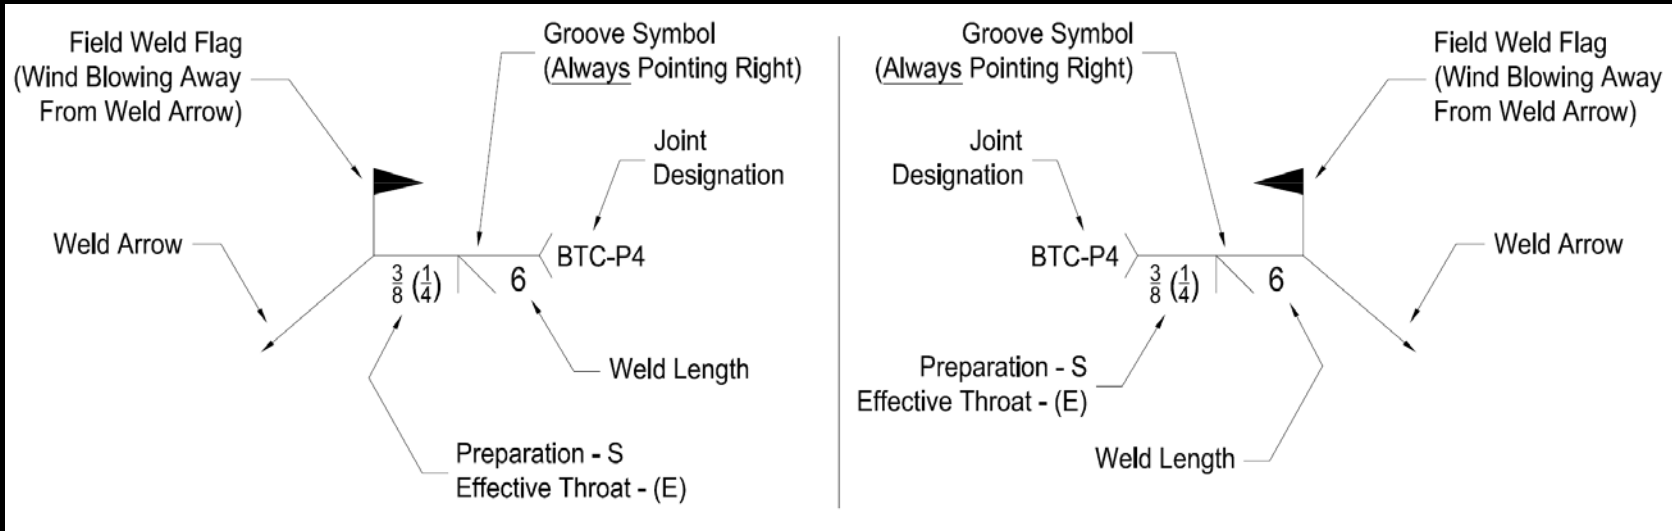 Field Weld Flag
(Wind Blowing Away
From Weld Arrow)
Groove Symbol
(Always Pointing Right)
Joint
Designation
Weld Arrow
BTC-P4
3/8 (1/4)
6
Weld Length
Preparation - S
Effective Throat - (E)
Groove Symbol
(Always Pointing Right)
Field Weld Flag
(Wind Blowing Away
From Weld Arrow)
Joint
Designation
BTC-P4
Weld Arrow
3/8 (1/4)
6
Preparation - S
Effective Throat - (E)
Weld Length